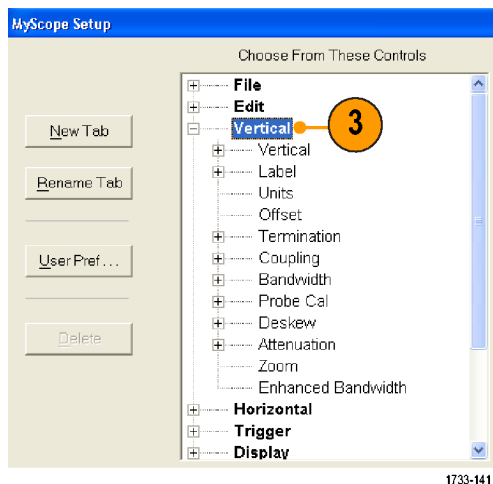 MyScope Setup
Choose From These Controls
File
Edit
Vertical
3
Vertical
Label
Units
Offset
Termination
Coupling
Bandwidth
Probe Cal
Deskew
Attenuation
Zoom
Enhanced Bandwidth
Horizontal
Trigger
Display
New Tab
Rename Tab
User Pref . . .
Delete
1733-141